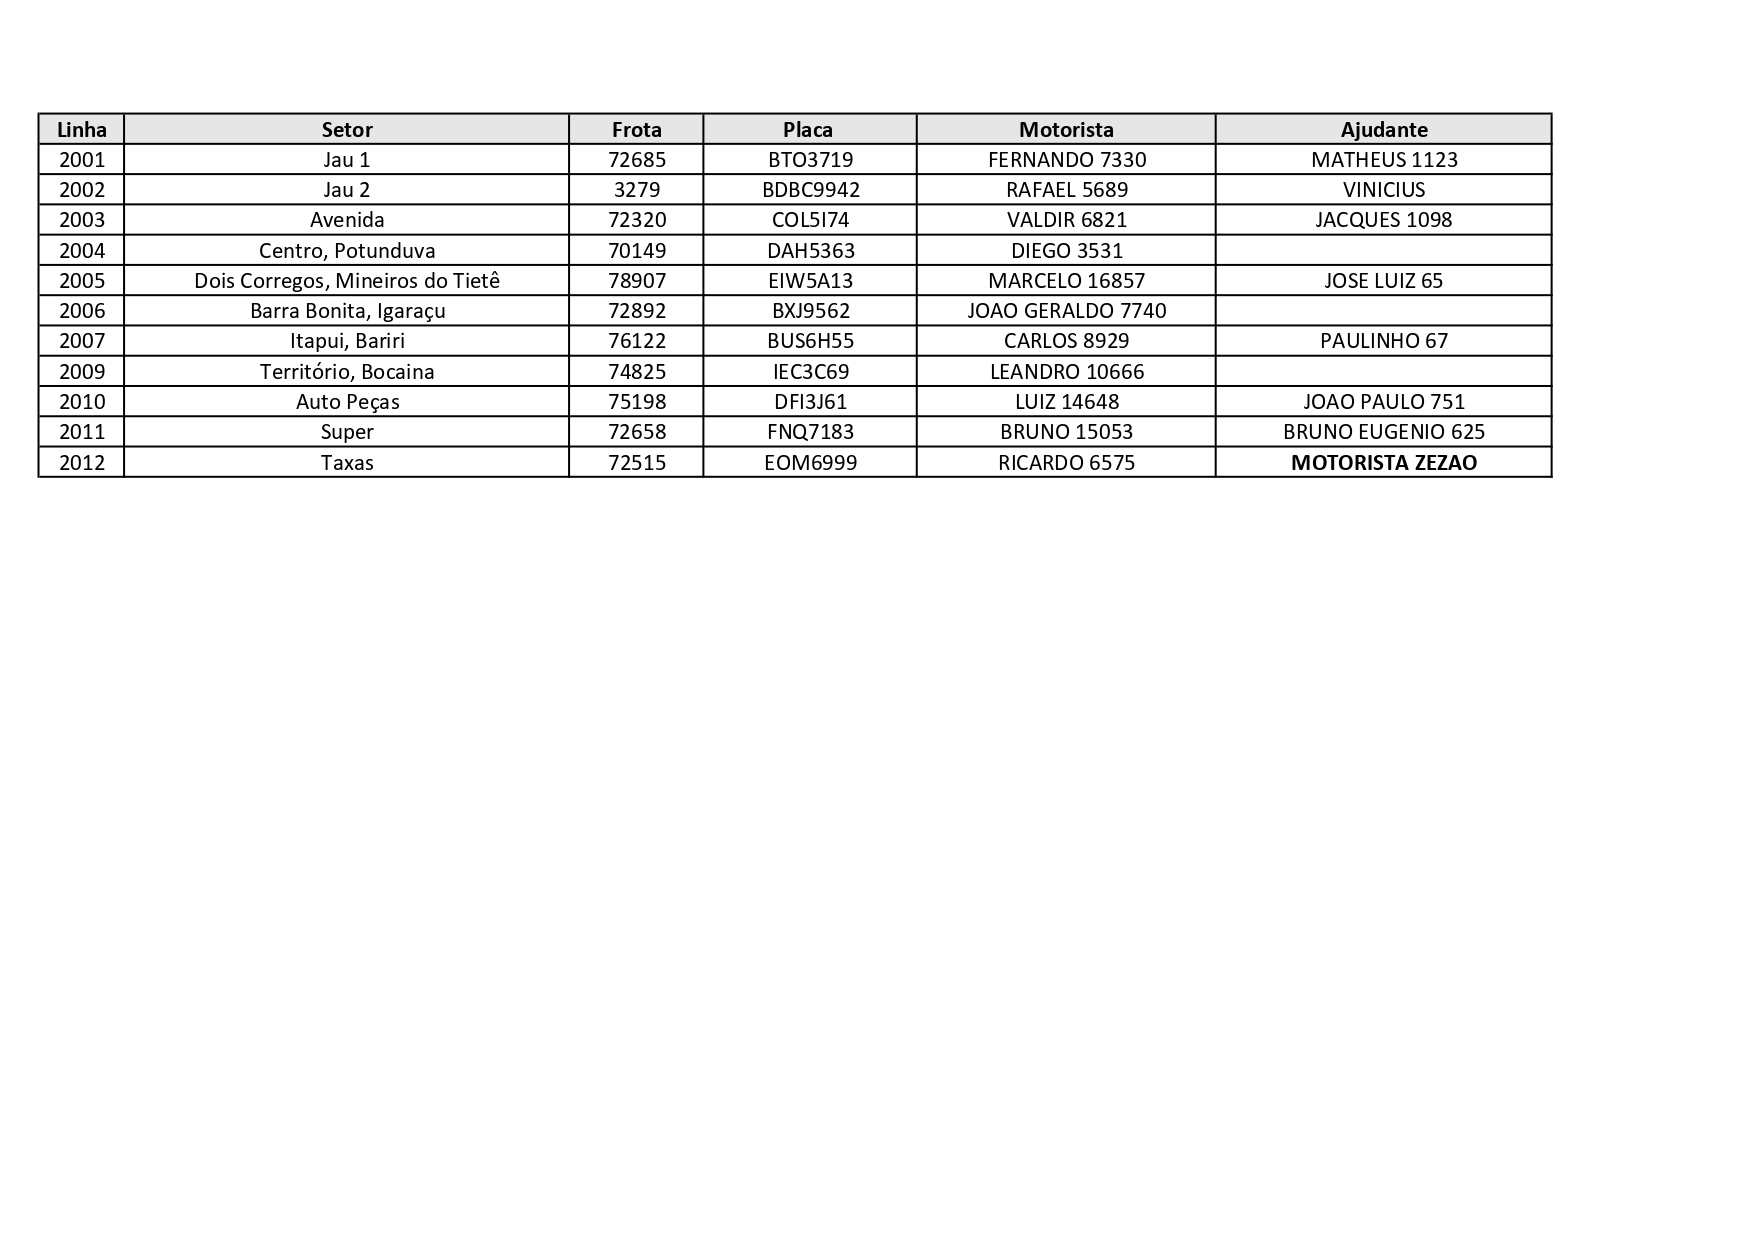 Linha Setor Frota Placa Motorista Ajudante
2001 Jau 1 72685 BTO3719 FERNANDO 7330 MATHEUS 1123
2002 Jau 2 3279 BDBC9942 RAFAEL 5689 VINICIUS
2003 Avenida 72320 COL5I74 VALDIR 6821 JACQUES 1098
2004 Centro, Potunduva 70149 DAH5363 DIEGO 3531
2005 Dois Corregos, Mineiros do Tietê 78907 EIW5A13 MARCELO 16857 JOSE LUIZ 65
2006 Barra Bonita, Igaraçu 72892 BXJ9562 JOAO GERALDO 7740
2007 Itapui, Bariri 76122 BUS6H55 CARLOS 8929 PAULINHO 67
2009 Território, Bocaina 74825 IEC3C69 LEANDRO 10666
2010 Auto Peças 75198 DFI3J61 LUIZ 14648 JOAO PAULO 751
2011 Super 72658 FNQ7183 BRUNO 15053 BRUNO EUGENIO 625
2012 Taxas 72515 EOM6999 RICARDO 6575 MOTORISTA ZEZAO